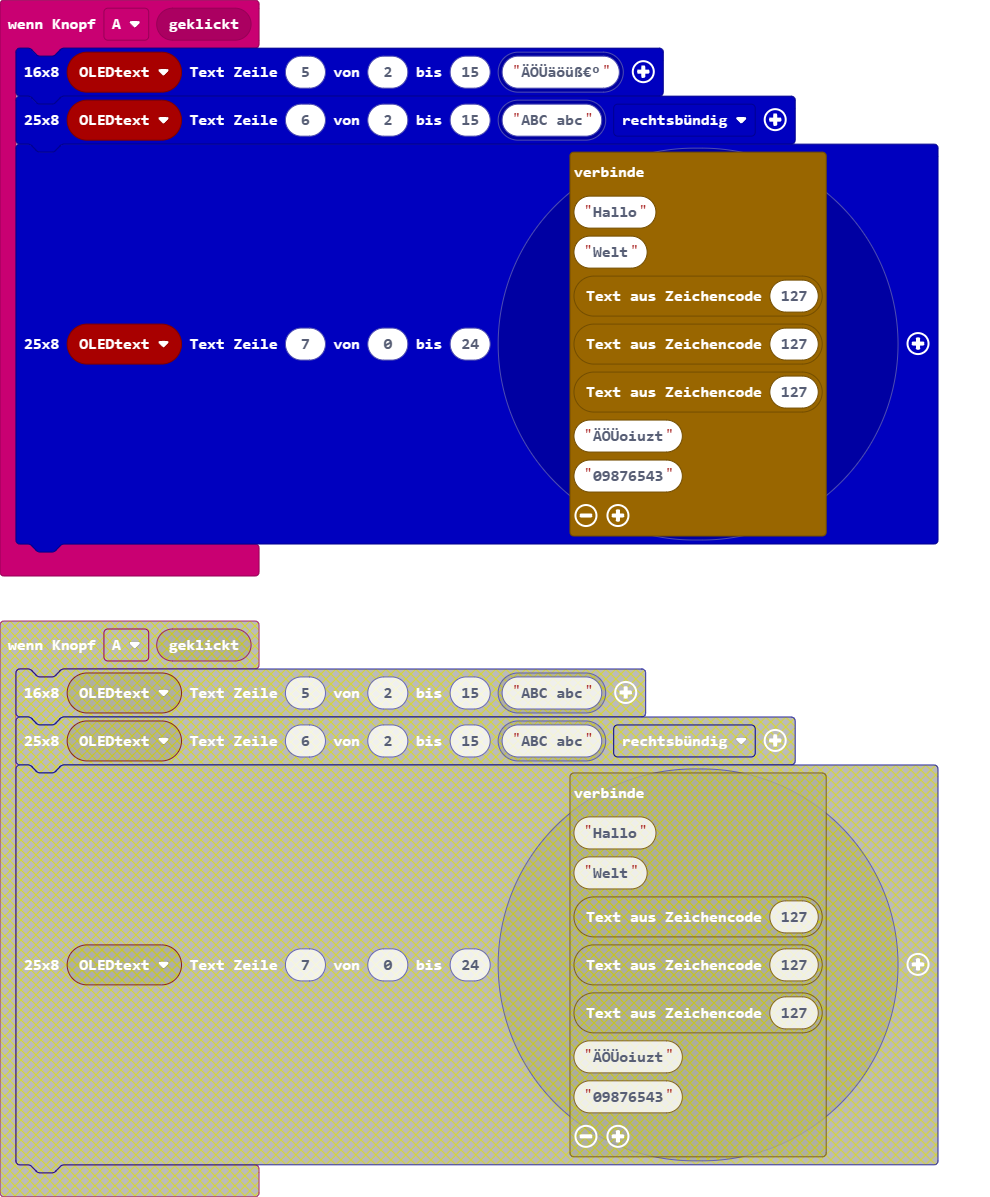 wenn Knopf A geklickt
16x8 OLEDtext Text Zeile 5 von 2 bis 15 "ÄÖÜäöüß€º"
25x8 OLEDtext Text Zeile 6 von 2 bis 15 "ABC abc" rechtsbündig
verbinde
"Hallo"
"Welt"
Text aus Zeichencode 127
25x8 OLEDtext Text Zeile 7 von 0 bis 24 Text aus Zeichencode 127
Text aus Zeichencode 127
"ÄÖÜoiuzt"
"09876543"
wenn Knopf A geklickt
16x8 OLEDtext Text Zeile 5 von 2 bis 15 "ABC abc"
25x8 OLEDtext Text Zeile 6 von 2 bis 15 "ABC abc" rechtsbündig
verbinde
"Hallo"
"Welt"
Text aus Zeichencode 127
25x8 OLEDtext Text Zeile 7 von 0 bis 24 Text aus Zeichencode 127
Text aus Zeichencode 127
"ÄÖÜoiuzt"
"09876543"